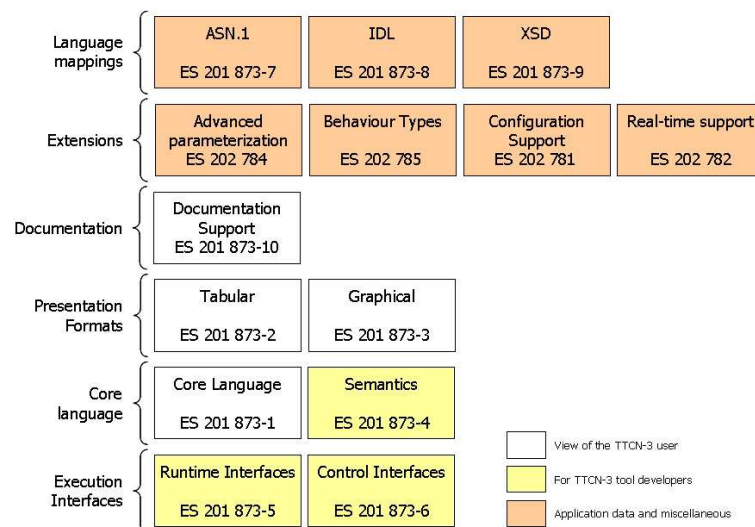 Language
mappings
ASN.1
ES 201 873-7
IDL
ES 201 873-8
XSD
ES 201 873-9
Extensions
Advanced
parameterization
ES 202 784
Behaviour Types
ES 202 785
Configuration
Support
ES 202 781
Real-time support
ES 202 782
Documentation
Documentation
Support
ES 201 873-10
Presentation
Formats
Tabular
ES 201 873-2
Graphical
ES 201 873-3
Core
language
Core Language
ES 201 873-1
Semantics
ES 201 873-4
Execution
Interfaces
Runtime Interfaces
ES 201 873-5
Control Interfaces
ES 201 873-6
View of the TTCN-3 user
For TTCN-3 tool developers
Application data and miscellaneous